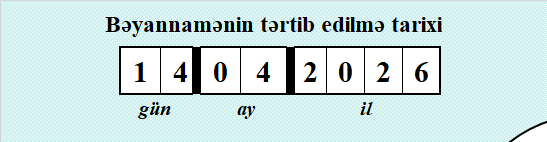 Bəyannamənin tərtib edilmə tarixi
1 4 0 4 2 0 2 6
gün ay il